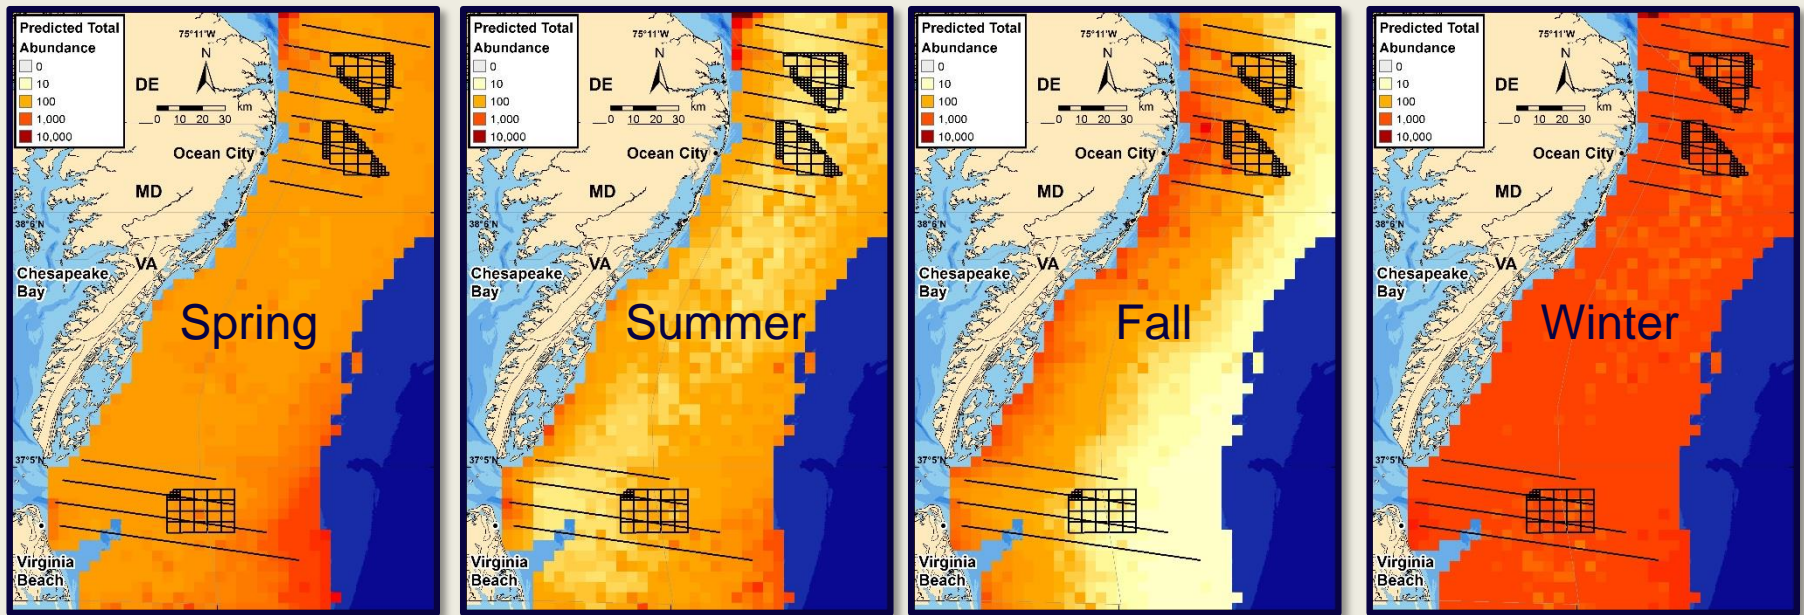 Predicted Total
Abundance
0
10
100
1,000
10,000
75°11'W
N
DE
0 10 20 30 km
Ocean City
MD
38°6'N
VA
Chesapeake
Bay
Spring
37°5'N
Virginia
Beach
Predicted Total
Abundance
0
10
100
1,000
10,000
75°11'W
N
DE
0 10 20 30 km
Ocean City
MD
38°6'N
VA
Chesapeake
Bay
Summer
37°5'N
Virginia
Beach
Predicted Total
Abundance
0
10
100
1,000
10,000
75°11'W
N
DE
0 10 20 30 km
Ocean City
MD
38°6'N
VA
Chesapeake
Bay
Fall
37°5'N
Virginia
Beach
Predicted Total
Abundance
0
10
100
1,000
10,000
75°11'W
N
DE
0 10 20 30 km
Ocean City
MD
38°6'N
VA
Chesapeake
Bay
Winter
37°5'N
Virginia
Beach